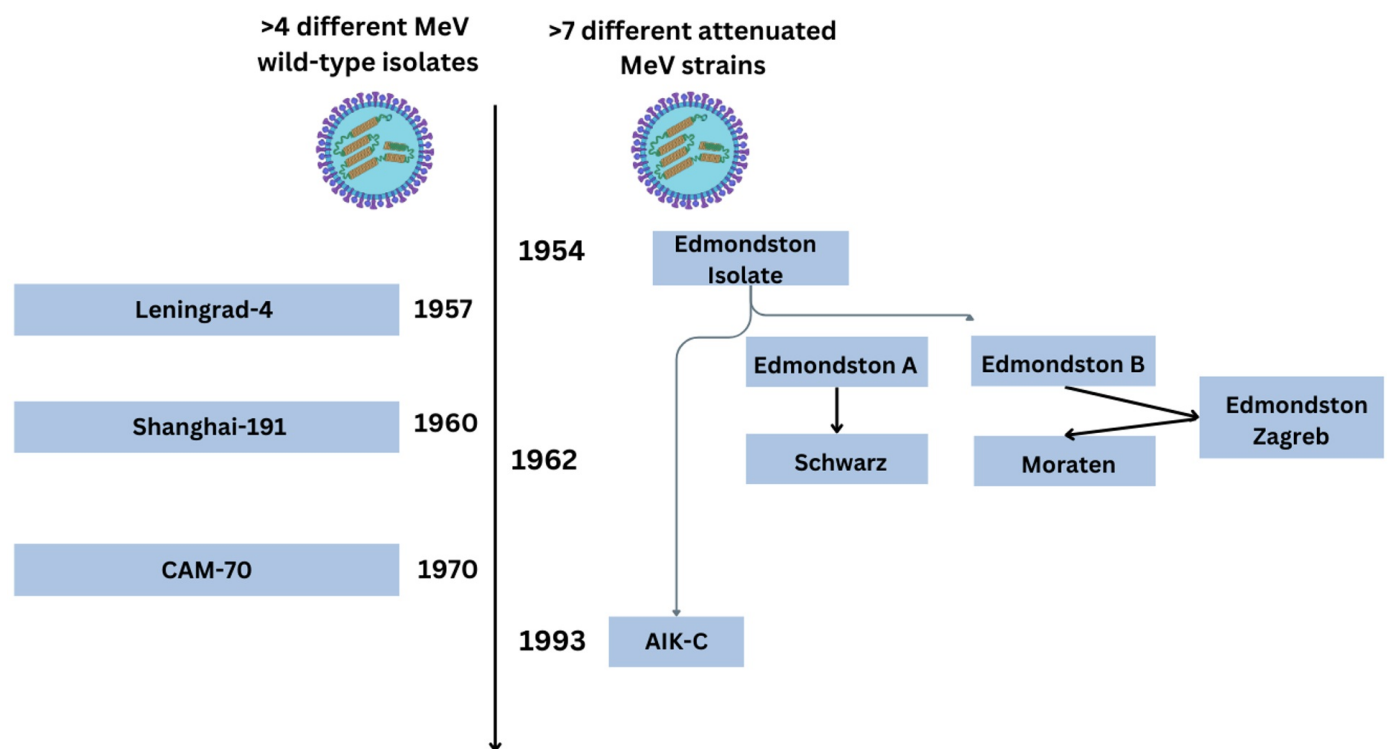 >4 different MeV
wild-type isolates
>7 different attenuated
MeV strains
1954
Edmondston
Isolate
Leningrad-4
1957
Edmondston A
Edmondston B
Edmondston
Zagreb
Shanghai-191
1960
1962
Schwarz
Moraten
CAM-70
1970
1993
AIK-C